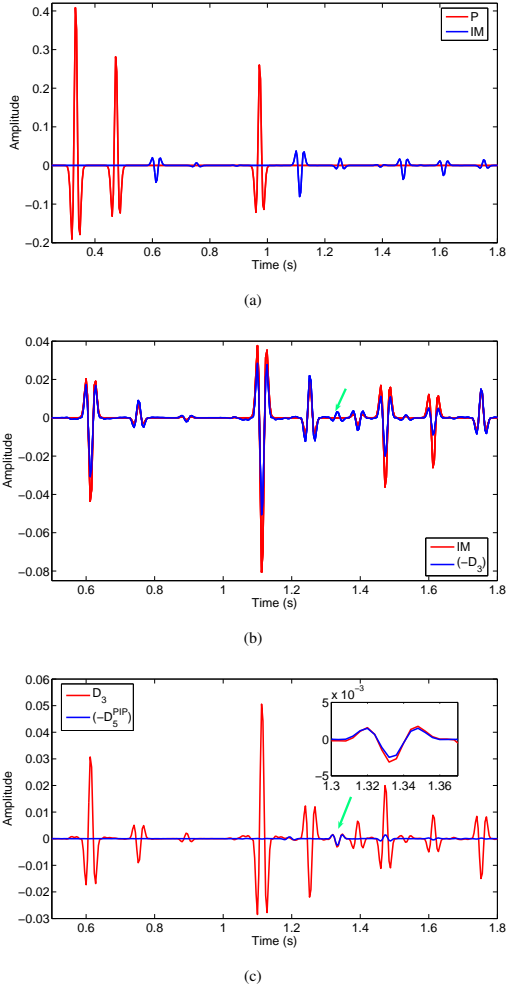 0.4
0.3
0.2
0.1
0
−0.1
−0.2
Amplitude
P
IM
0.4 0.6 0.8 1 1.2 1.4 1.6 1.8
Time (s)
(a)
0.04
0.02
0
−0.02
−0.04
−0.06
−0.08
Amplitude
IM
(−D3)
0.6 0.8 1 1.2 1.4 1.6 1.8
Time (s)
(b)
0.06
0.05
0.04
0.03
0.02
0.01
0
−0.01
−0.02
−0.03
Amplitude
D3
(−D5PIP)
x 10−3
5
0
−5
1.3 1.32 1.34 1.36
0.6 0.8 1 1.2 1.4 1.6 1.8
Time (s)
(c)